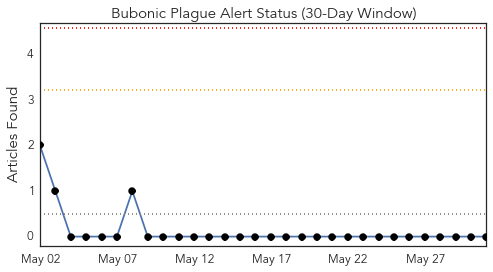 Bubonic Plague Alert Status (30-Day Window)
Articles Found
4
3
2
1
0
May 02 May 07 May 12 May 17 May 22 May 27